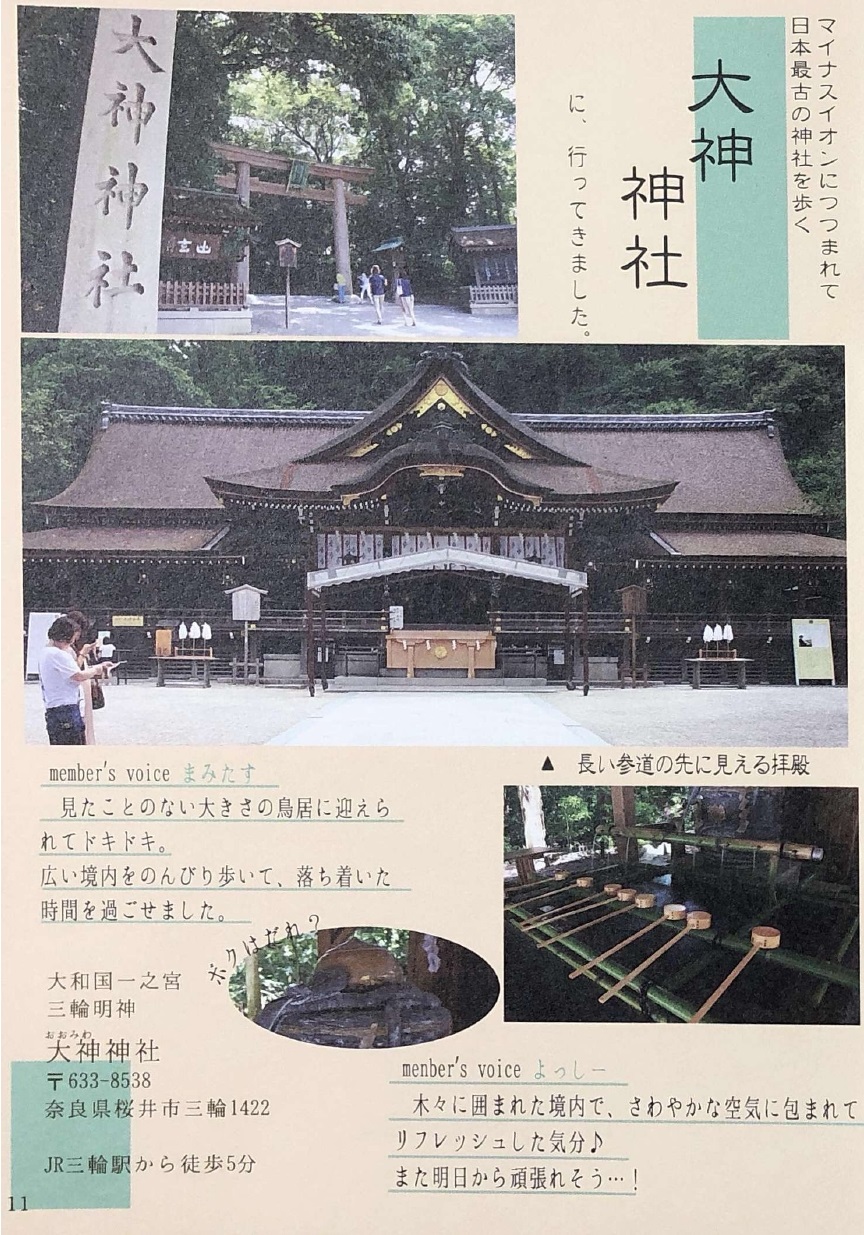 マイナスイオンにつつまれて
日本最古の神社を歩く
大神
神社
に、行ってきました。
大神神社
▲ 長い参道の先に見える拝殿
member's voice まみたす
見たことのない大きさの鳥居に迎えら
れてドキドキ。
広い境内をのんびり歩いて、落ち着いた
時間を過ごせました。
ボクはだれ?
大和国一之宮
三輪明神
おおみわ
大神神社
〒633-8538
奈良県桜井市三輪1422
JR三輪駅から徒歩5分
menber's voice よっしー
木々に囲まれた境内で、さわやかな空気に包まれて
リフレッシュした気分♪
また明日から頑張れそう…!
11